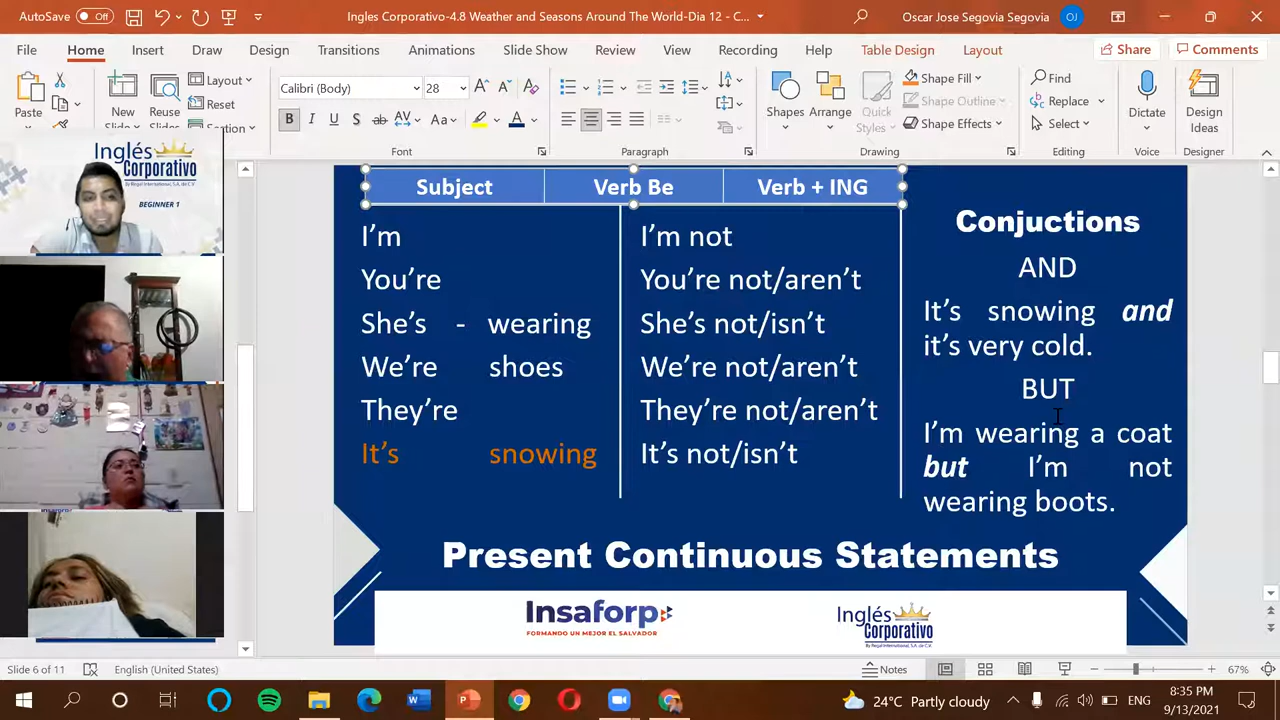 AutoSave Off Ingles Corporativo-4.8 Weather and Seasons Around The World-Dia 12 - C... Oscar Jose Segovia Segovia OJ
File Home Insert Draw Design Transitions Animations Slide Show Review View Recording Help Table Design Layout Share Comments
Paste New Reuse Slides Layout Reset Section Calibri (Body) 28 Shapes Arrange Quick Styles Shape Fill Shape Outline Shape Effects Find Replace Select Dictate Design Ideas
Font Paragraph Drawing Editing Voice Designer
Inglés
Corporativo
By Regal International, S.A. de C.V.
BEGINNER 1
Subject Verb Be Verb + ING
I’m
You’re
She’s - wearing
We’re shoes
They’re
It’s snowing
I’m not
You’re not/aren’t
She’s not/isn’t
We’re not/aren’t
They’re not/aren’t
It’s not/isn’t
Conjuctions
AND
It’s snowing and
it’s very cold.
BUT
I’m wearing a coat
but I’m not
wearing boots.
Present Continuous Statements
Insaforp
FORMANDO UN MEJOR EL SALVADOR
Inglés
Corporativo
By Regal International, S.A. de C.V.
Slide 6 of 11 English (United States) Notes 67%
24°C Partly cloudy ENG 8:35 PM
9/13/2021